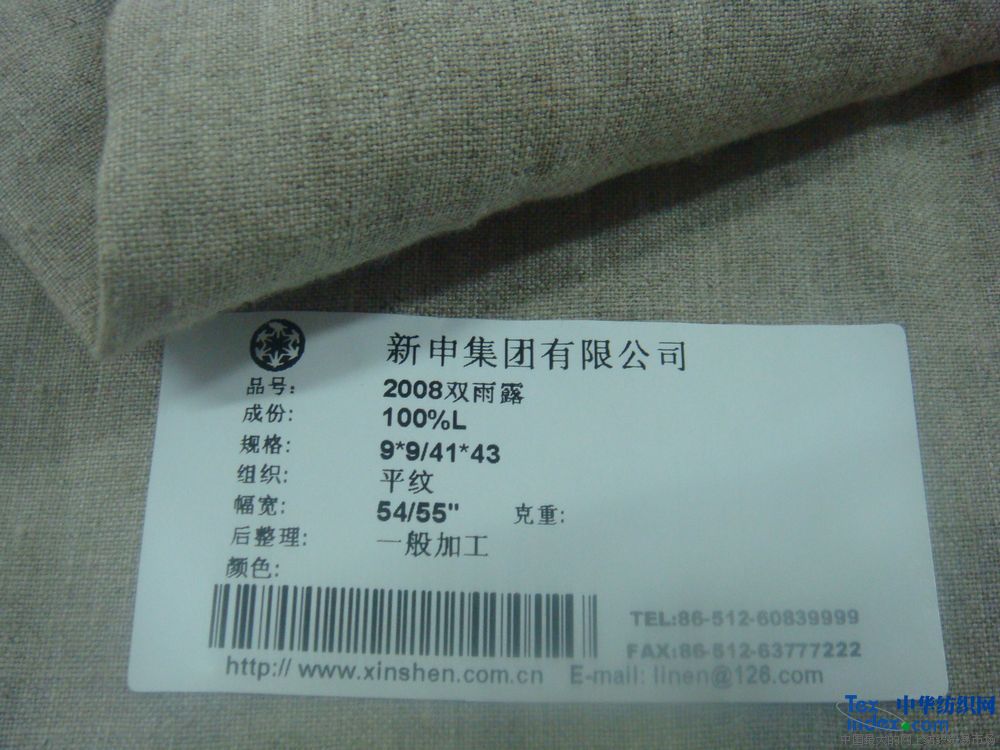 新申集团有限公司
品号: 2008双雨露
成份: 100%L
规格: 9*9/41*43
组织: 平纹
幅宽: 54/55" 克重:
后整理: 一般加工
颜色:
TEL:86-512-60839999
FAX:86-512-63777222
http:// www.xinshen.com.cn E-mail: linen@126.com
Tex 中华纺织网
index.com